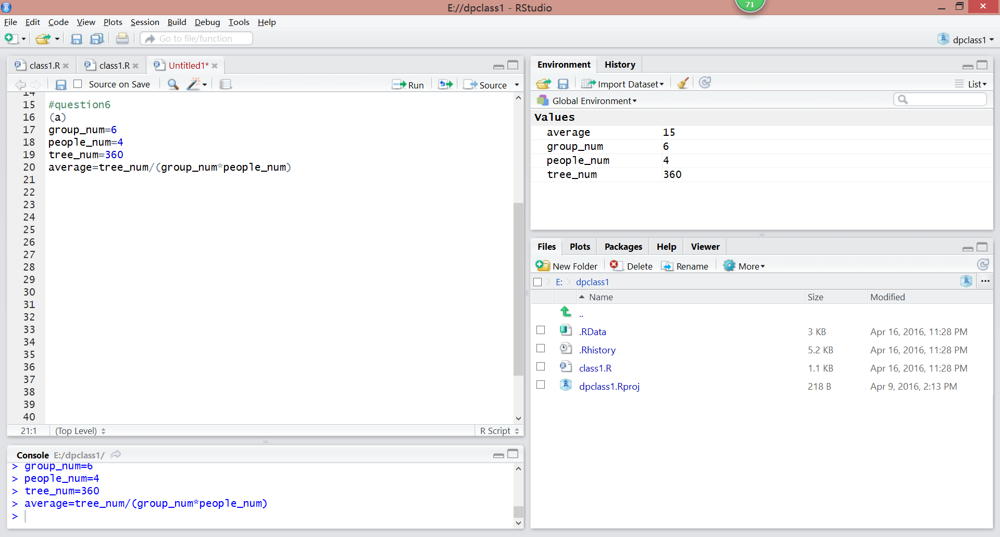 E://dpclass1 - RStudio
71
File Edit Code View Plots Session Build Debug Tools Help
Go to file/function
dpclass1
class1.R
class1.R
Untitled1*
Source on Save
Run
Source
14
15 #question6
16 (a)
17 group_num=6
18 people_num=4
19 tree_num=360
20 average=tree_num/(group_num*people_num)
21
22
23
24
25
26
27
28
29
30
31
32
33
34
35
36
37
38
39
40
21:1 (Top Level) R Script
Console E:/dpclass1/
> group_num=6
> people_num=4
> tree_num=360
> average=tree_num/(group_num*people_num)
>
Environment History
Import Dataset List
Global Environment
Values
average 15
group_num 6
people_num 4
tree_num 360
Files Plots Packages Help Viewer
New Folder Delete Rename More
E: dpclass1 ...
Name Size Modified
..
.RData 3 KB Apr 16, 2016, 11:28 PM
.Rhistory 5.2 KB Apr 16, 2016, 11:28 PM
class1.R 1.1 KB Apr 16, 2016, 11:28 PM
dpclass1.Rproj 218 B Apr 9, 2016, 2:13 PM